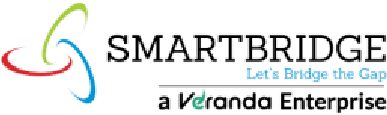 SMARTBRIDGE
Let's Bridge the Gap
a Veranda Enterprise